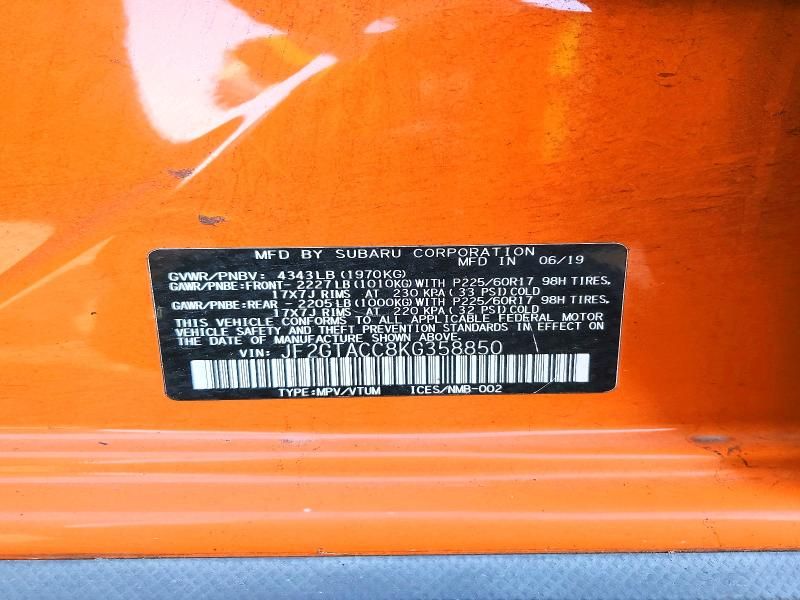 MFD BY SUBARU CORPORATION
MFD IN 06/19
GVWR/PNBV: 4343LB(1970KG)
GAWR/PNBE:FRONT- 2227LB(1010KG)WITH P225/60R17 98H TIRES,
17X7J RIMS AT 230 KPA( 33 PSI)COLD
GAWR/PNBE:REAR - 2205LB(1000KG)WITH P225/60R17 98H TIRES,
17X7J RIMS AT 220 KPA( 32 PSI)COLD
THIS VEHICLE CONFORMS TO ALL APPLICABLE FEDERAL MOTOR
VEHICLE SAFETY AND THEFT PREVENTION STANDARDS IN EFFECT ON
THE DATE OF MANUFACTURE SHOWN ABOVE.
VIN: JF2GTACC8KG358850
TYPE:MPV/VTUM ICES/NMB-002